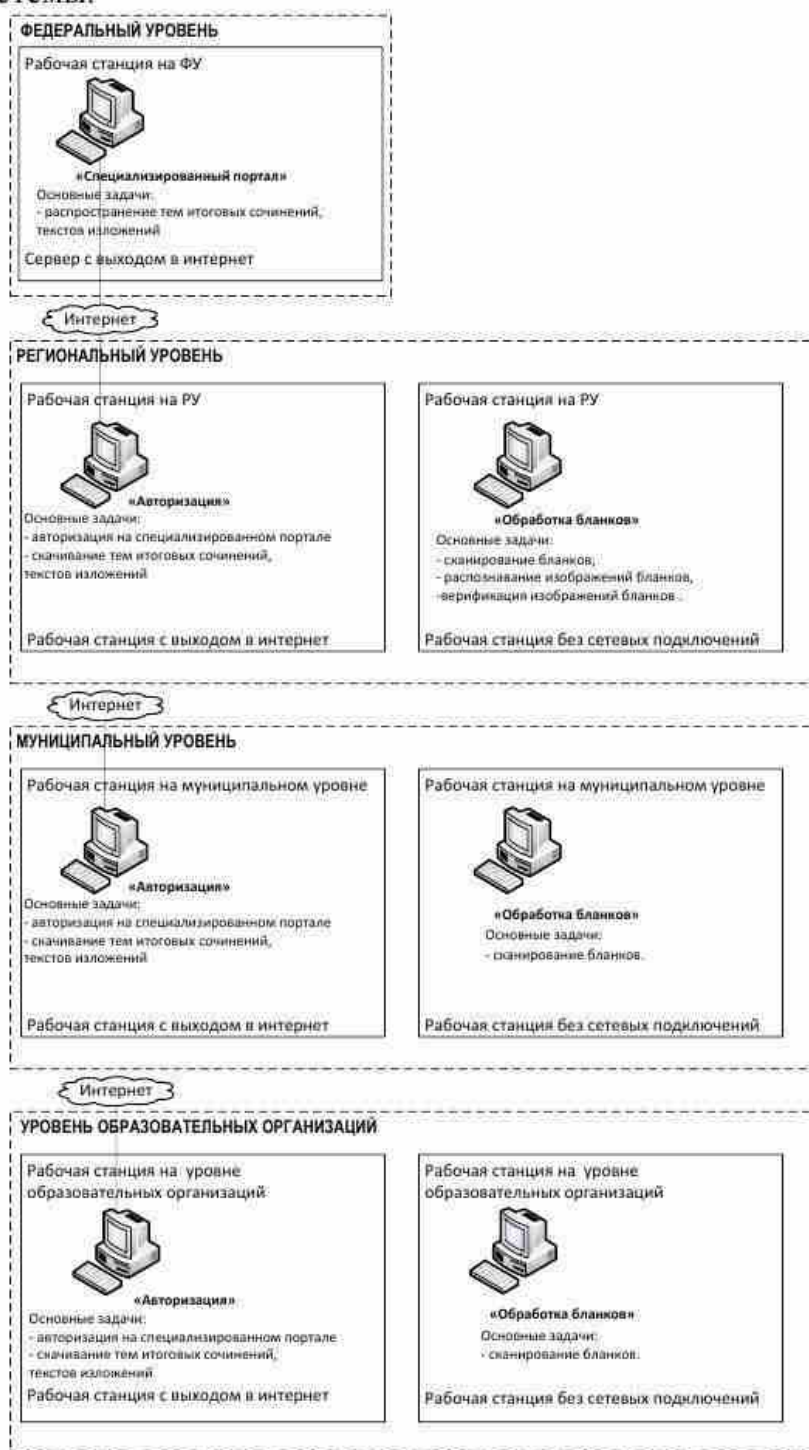 ФЕДЕРАЛЬНЫЙ УРОВЕНЬ
Рабочая станция на ФУ
«Специализированный портал»
Основные задачи:
- распространение тем итоговых сочинений,
текстов изложений
Сервер с выходом в интернет
Интернет
РЕГИОНАЛЬНЫЙ УРОВЕНЬ
Рабочая станция на РУ
«Авторизация»
Основные задачи:
- авторизация на специализированном портале
- скачивание тем итоговых сочинений,
текстов изложений
Рабочая станция с выходом в интернет
Рабочая станция на РУ
«Обработка бланков»
Основные задачи:
- сканирование бланков,
- распознавание изображений бланков,
-верификация изображений бланков.
Рабочая станция без сетевых подключений
Интернет
МУНИЦИПАЛЬНЫЙ УРОВЕНЬ
Рабочая станция на муниципальном уровне
«Авторизация»
Основные задачи:
- авторизация на специализированном портале
- скачивание тем итоговых сочинений,
текстов изложений
Рабочая станция с выходом в интернет
Рабочая станция на муниципальном уровне
«Обработка бланков»
Основные задачи:
- сканирование бланков.
Рабочая станция без сетевых подключений
Интернет
УРОВЕНЬ ОБРАЗОВАТЕЛЬНЫХ ОРГАНИЗАЦИЙ
Рабочая станция на уровне
образовательных организаций
«Авторизация»
Основные задачи:
- авторизация на специализированном портале
- скачивание тем итоговых сочинений,
текстов изложений
Рабочая станция с выходом в интернет
Рабочая станция на уровне
образовательных организаций
«Обработка бланков»
Основные задачи:
- сканирование бланков.
Рабочая станция без сетевых подключений